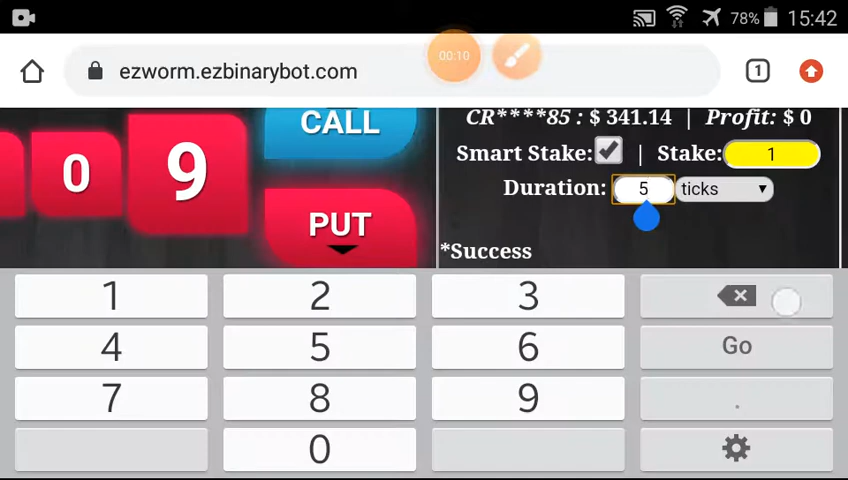 78% 15:42
00:10
ezworm.ezbinarybot.com 1
CALL
0 9
PUT
CR****85 : $ 341.14 | Profit: $ 0
Smart Stake: | Stake: 1
Duration: 5 ticks
*Success
1 2 3
4 5 6 Go
7 8 9 .
0